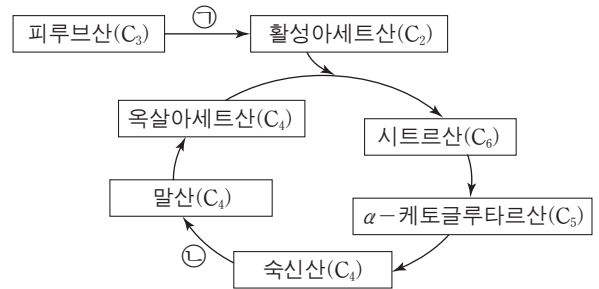 ㉠
피루브산(C₃) 활성아세트산(C₂)
옥살아세트산(C₄)
시트르산(C₆)
말산(C₄)
α-케토글루타르산(C₅)
㉡
숙신산(C₄)